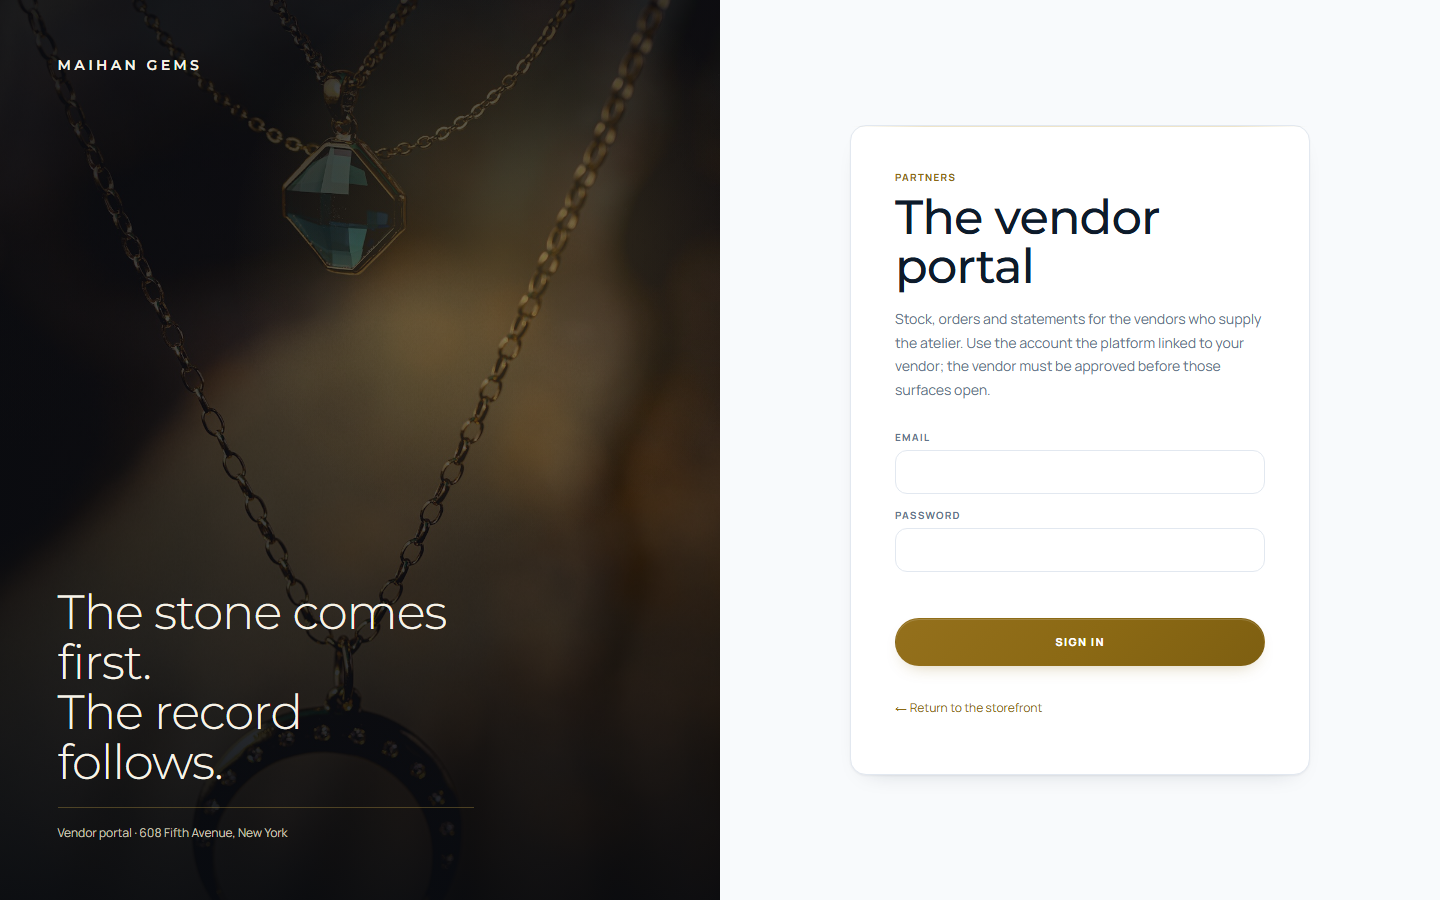 MAIHAN GEMS
The stone comes
first.
The record
follows.
Vendor portal · 608 Fifth Avenue, New York
PARTNERS
The vendor
portal
Stock, orders and statements for the vendors who supply
the atelier. Use the account the platform linked to your
vendor; the vendor must be approved before those
surfaces open.
EMAIL
PASSWORD
SIGN IN
← Return to the storefront